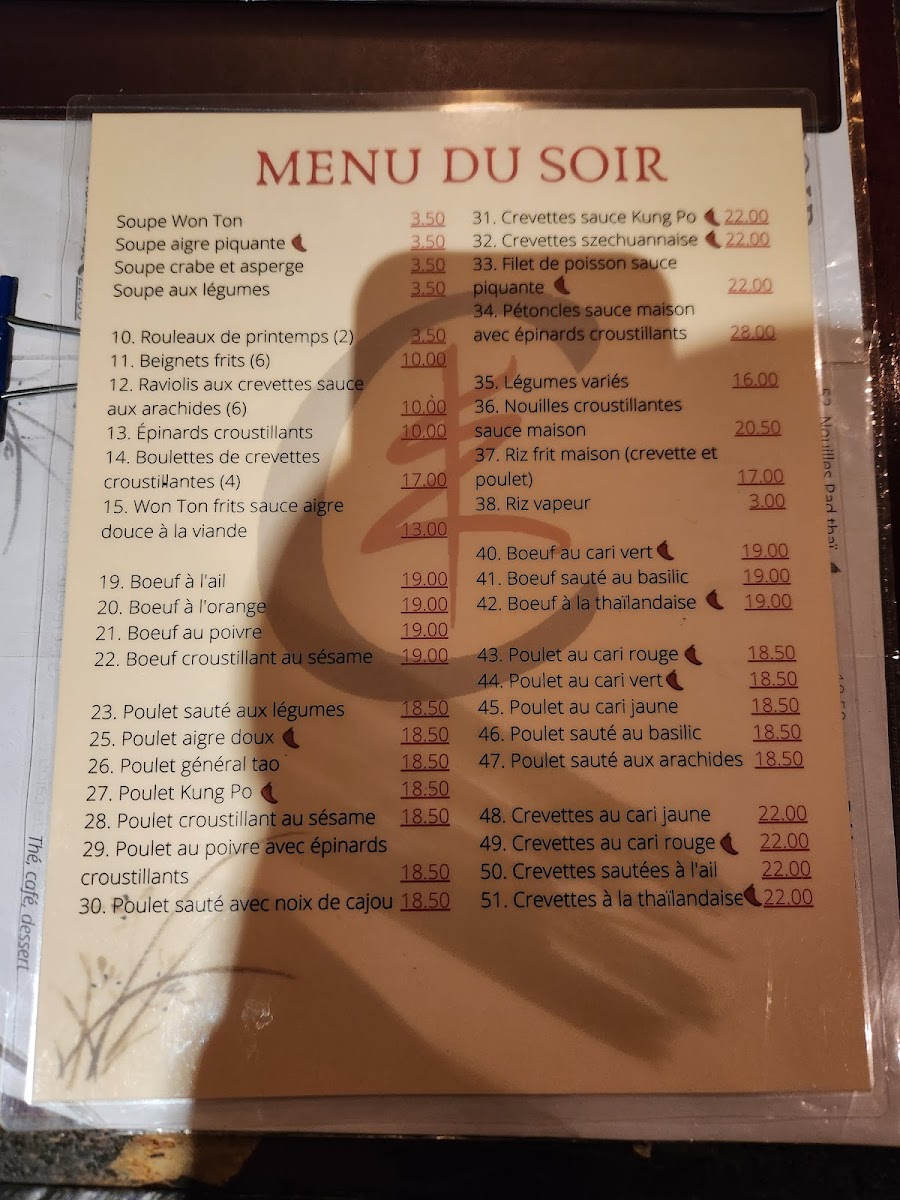 MENU DU SOIR
Soupe Won Ton 3.50
Soupe aigre piquante 3.50
Soupe crabe et asperge 3.50
Soupe aux légumes 3.50
10. Rouleaux de printemps (2) 3.50
11. Beignets frits (6) 10.00
12. Raviolis aux crevettes sauce
aux arachides (6) 10.00
13. Épinards croustillants 10.00
14. Boulettes de crevettes
croustillantes (4) 17.00
15. Won Ton frits sauce aigre
douce à la viande 13.00
19. Boeuf à l'ail 19.00
20. Boeuf à l'orange 19.00
21. Boeuf au poivre 19.00
22. Boeuf croustillant au sésame 19.00
23. Poulet sauté aux légumes 18.50
25. Poulet aigre doux 18.50
26. Poulet général tao 18.50
27. Poulet Kung Po 18.50
28. Poulet croustillant au sésame 18.50
29. Poulet au poivre avec épinards
croustillants 18.50
30. Poulet sauté avec noix de cajou 18.50
31. Crevettes sauce Kung Po 22.00
32. Crevettes szechuannaise 22.00
33. Filet de poisson sauce
piquante 22.00
34. Pétoncles sauce maison
avec épinards croustillants 28.00
35. Légumes variés 16.00
36. Nouilles croustillantes
sauce maison 20.50
37. Riz frit maison (crevette et
poulet) 17.00
38. Riz vapeur 3.00
40. Boeuf au cari vert 19.00
41. Boeuf sauté au basilic 19.00
42. Boeuf à la thaïlandaise 19.00
43. Poulet au cari rouge 18.50
44. Poulet au cari vert 18.50
45. Poulet au cari jaune 18.50
46. Poulet sauté au basilic 18.50
47. Poulet sauté aux arachides 18.50
48. Crevettes au cari jaune 22.00
49. Crevettes au cari rouge 22.00
50. Crevettes sautées à l'ail 22.00
51. Crevettes à la thaïlandaise 22.00
Thé, café, dessert
52. Nouilles Pad thaï